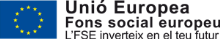 Unió Europea
Fons social europeu
L'FSE inverteix en el teu futur